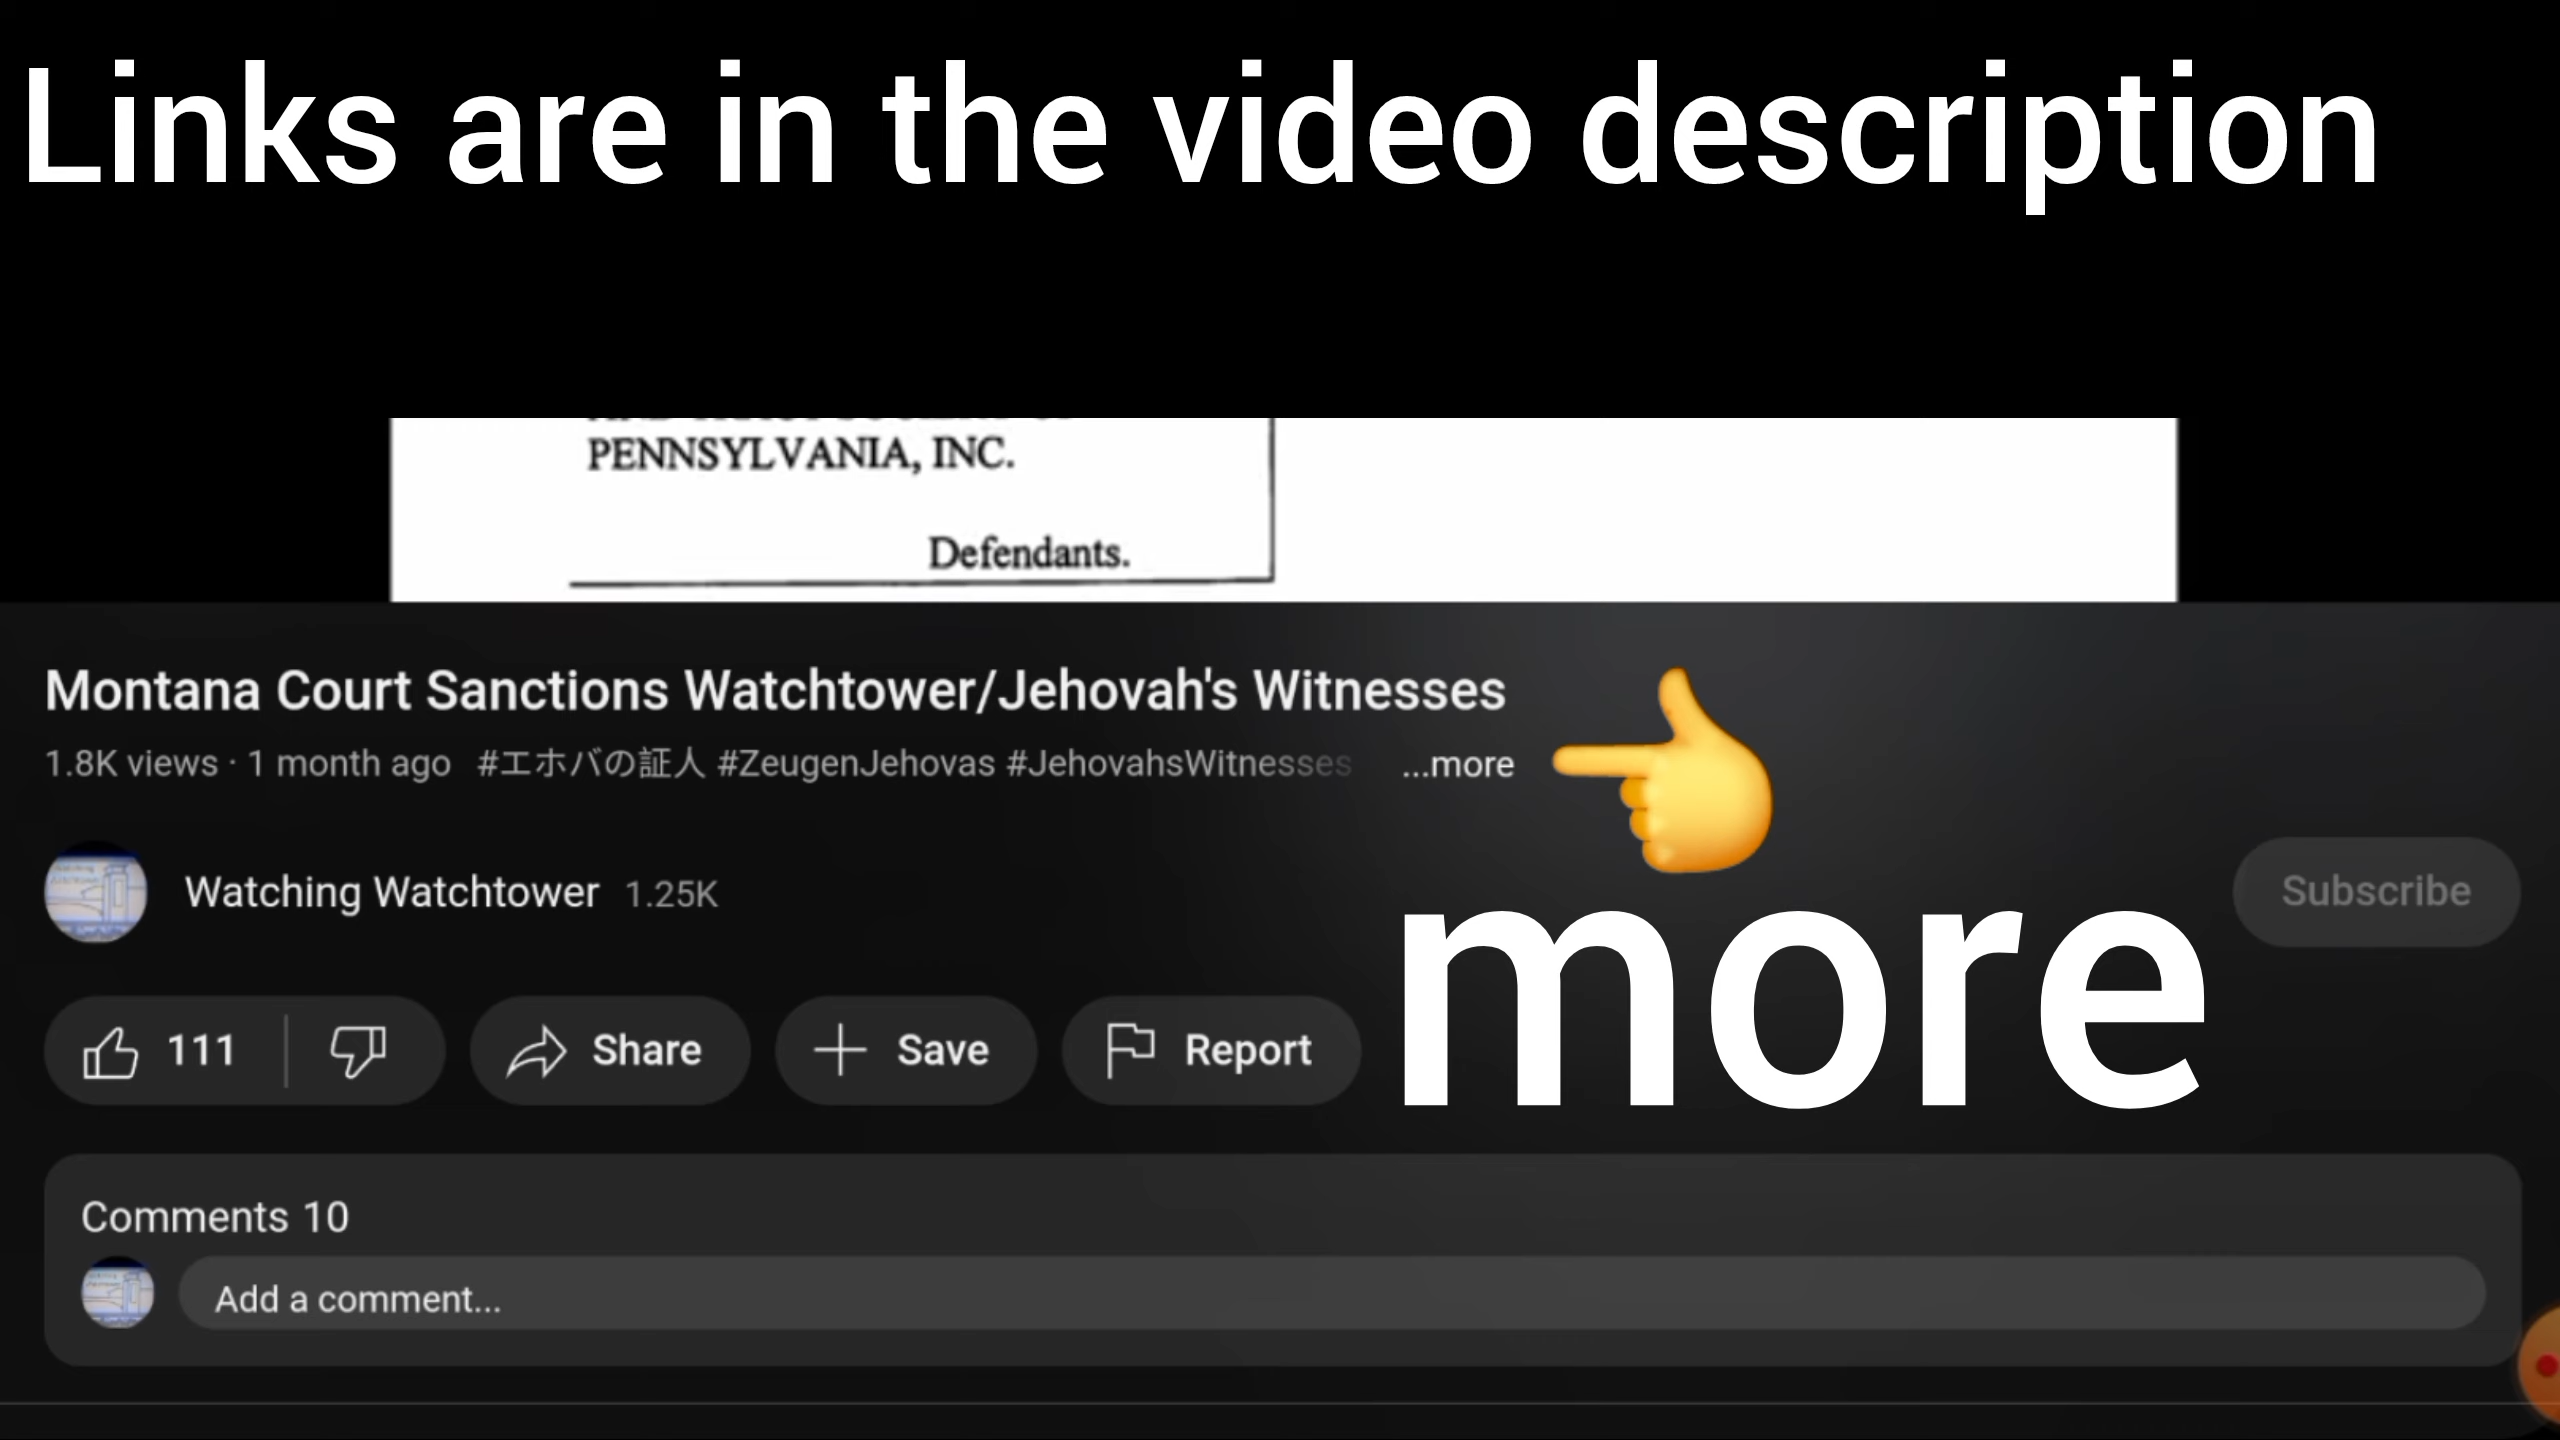 Links are in the video description
PENNSYLVANIA, INC.
Defendants.
Montana Court Sanctions Watchtower/Jehovah's Witnesses
1.8K views · 1 month ago #エホバの証人 #ZeugenJehovas #JehovahsWitnesses ...more
Watching Watchtower 1.25K
Subscribe
more
111 Share Save Report
Comments 10
Add a comment...